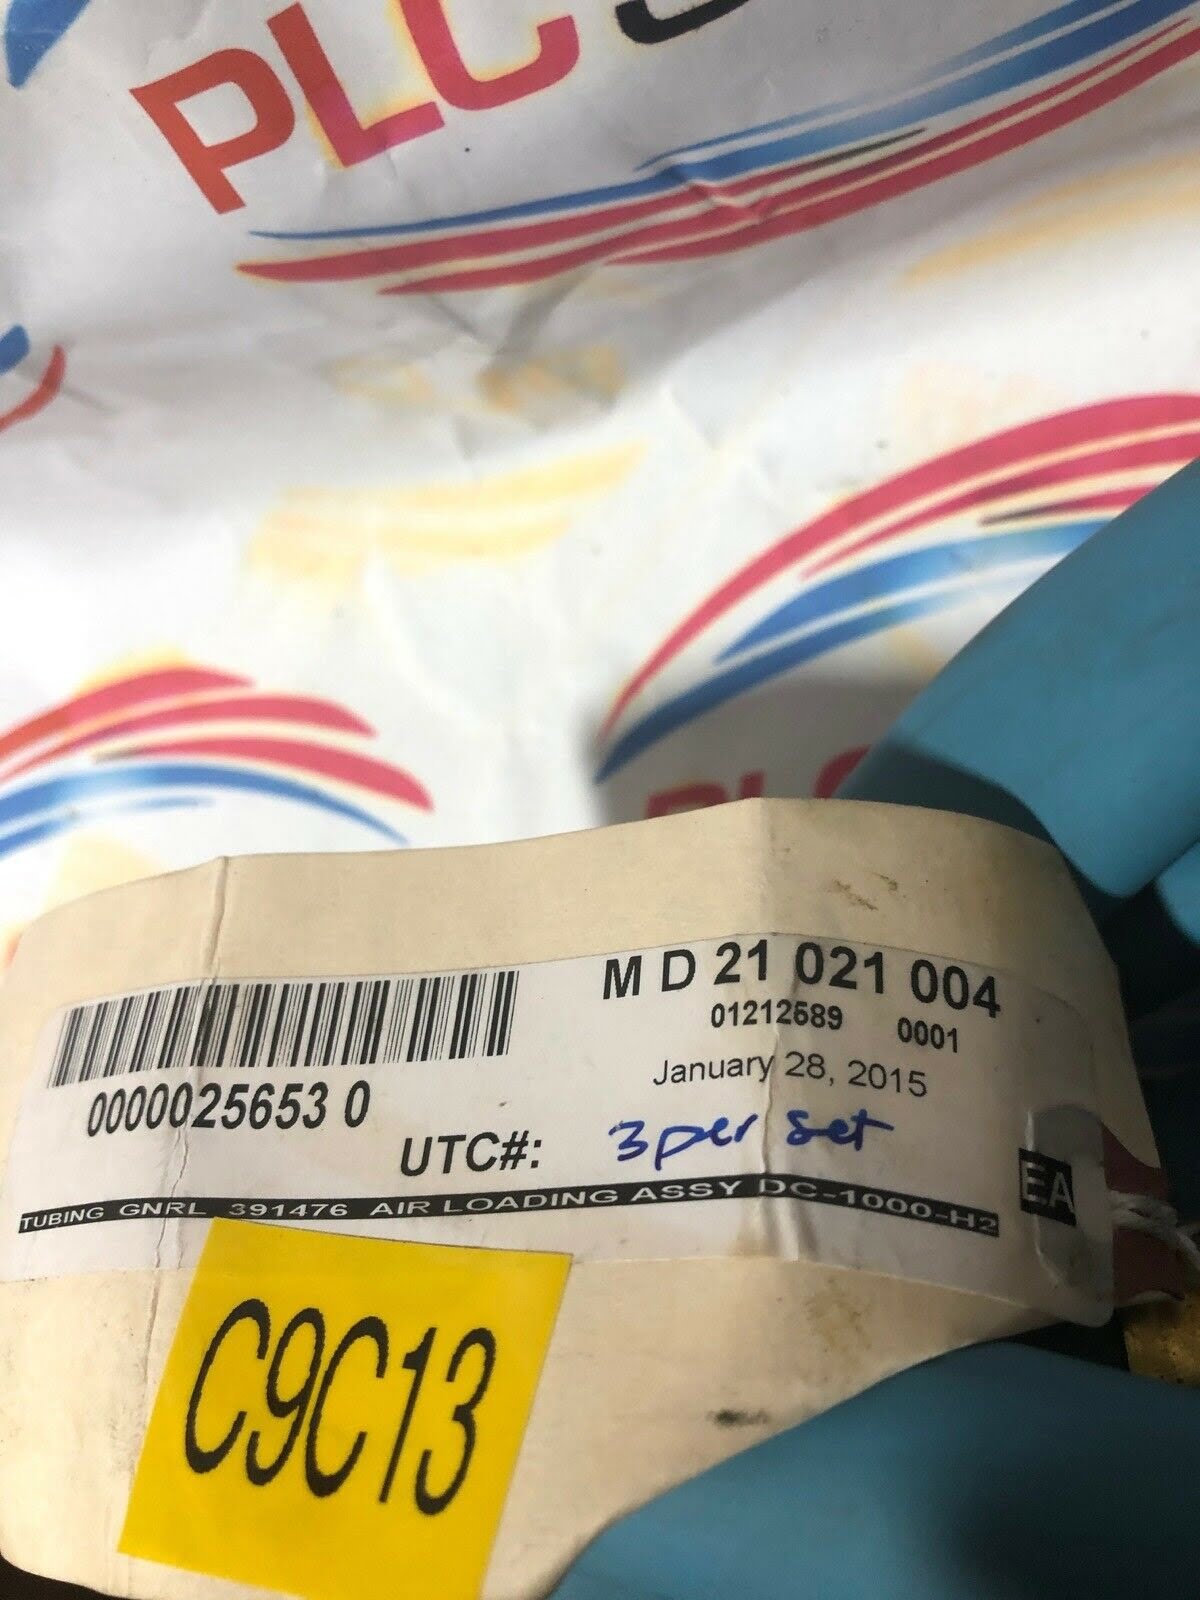 PLC
PLC
M D 21 021 004
01212689 0001
January 28, 2015
0000025653 0
UTC#: 3 per set
EA
TUBING GNRL 391476 AIR LOADING ASSY DC-1000-H2
C9C13